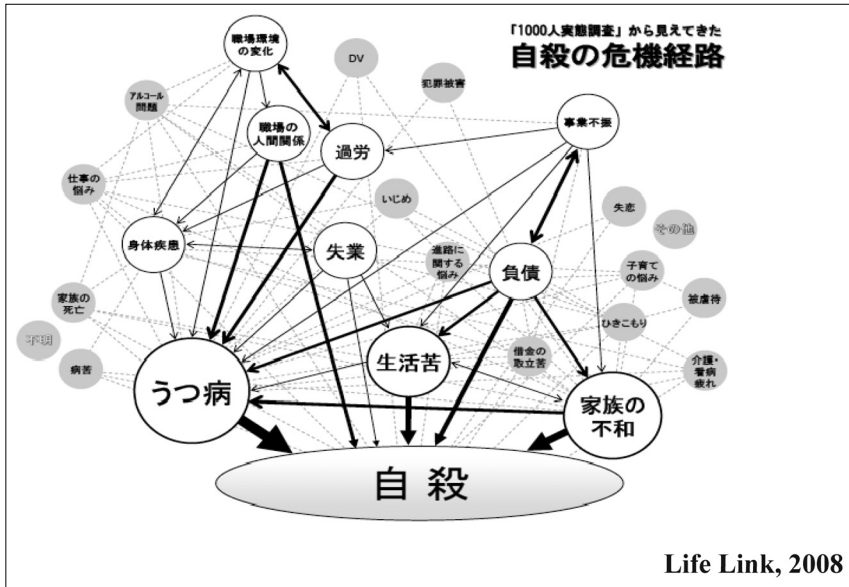 「1000人実態調査」から見えてきた
自殺の危機経路
職場環境
の変化
DV
犯罪被害
アルコール
問題
職場の
人間関係
過労
事業不振
仕事の
悩み
いじめ
失恋
その他
身体疾患
失業
進路に
関する
悩み
負債
子育て
の悩み
家族の
死亡
被虐待
ひきこもり
不明
病苦
うつ病
生活苦
借金の
取立苦
介護・
看病
疲れ
家族の
不和
自殺
Life Link, 2008